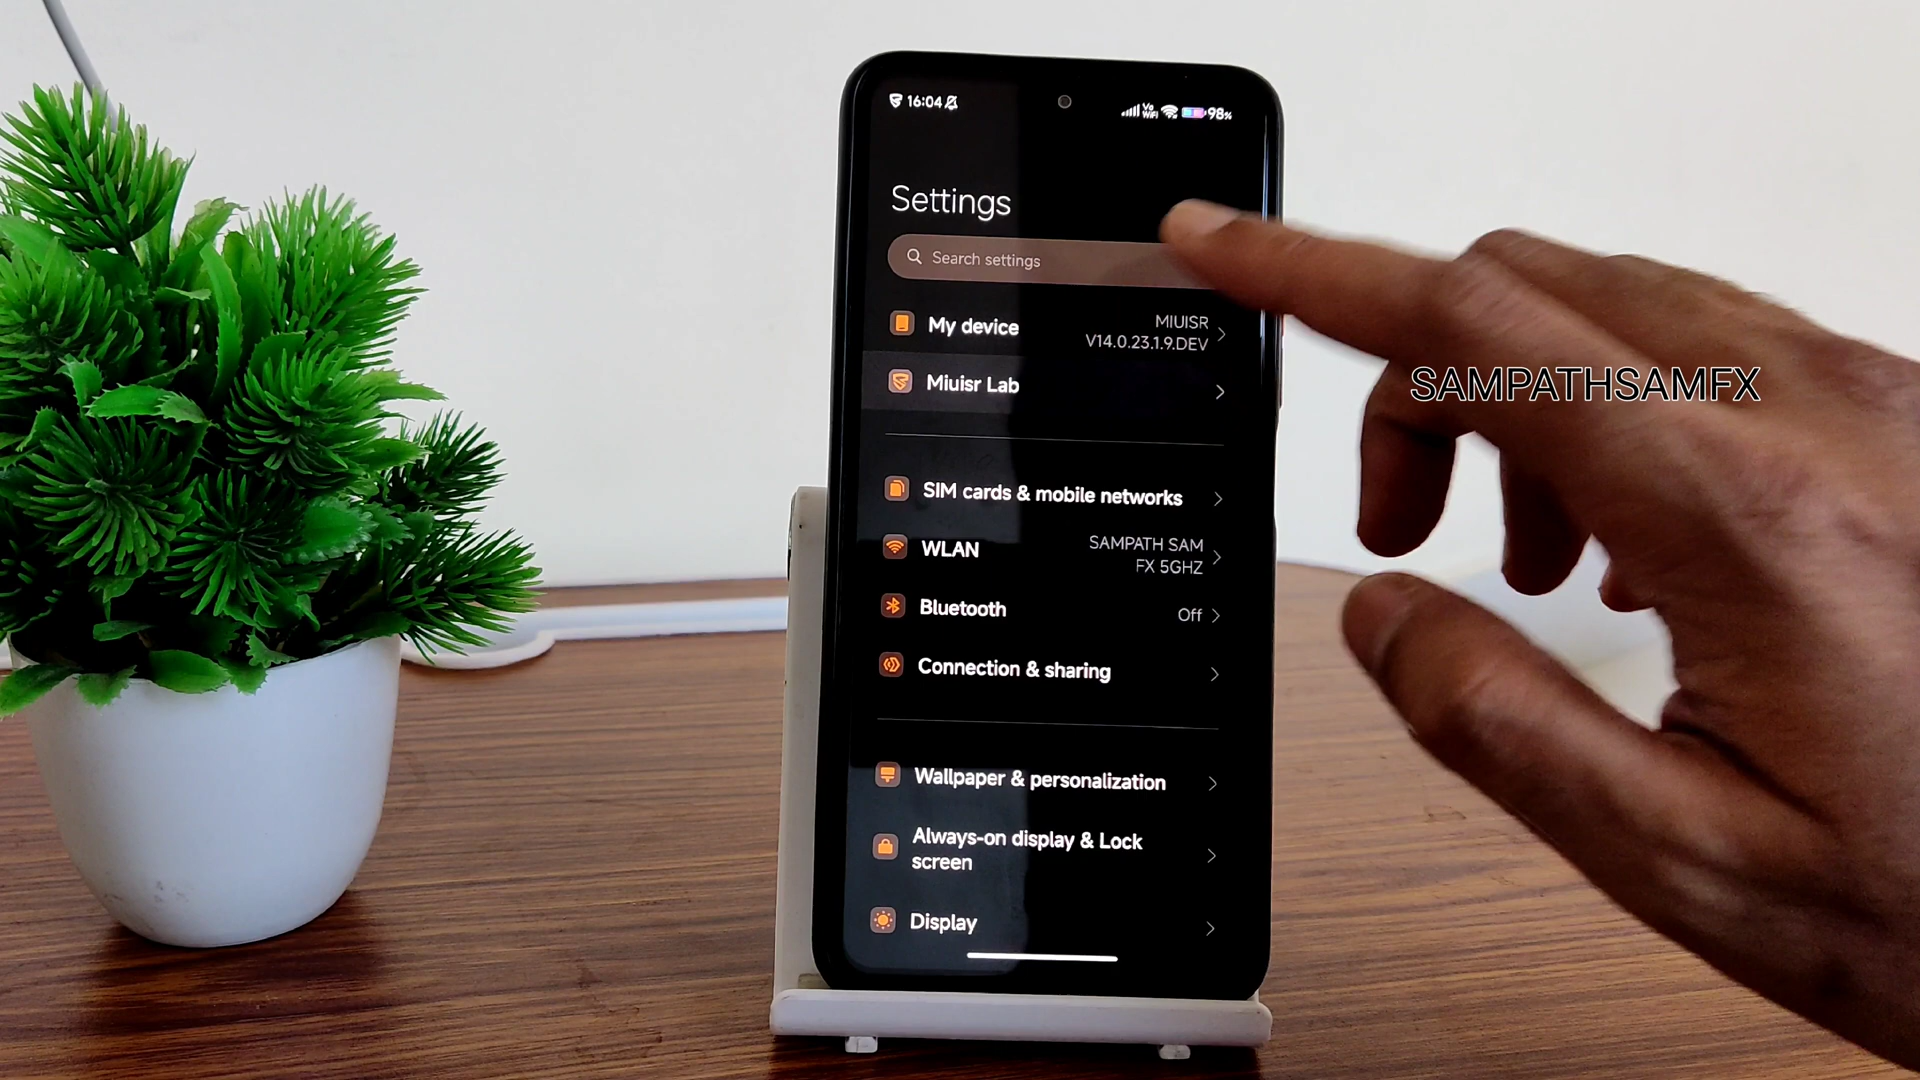 16:04
Vo
WiFi
98%
Settings
Search settings
My device
MIUISR
V14.0.23.1.9.DEV
Miuisr Lab
SIM cards & mobile networks
WLAN
SAMPATH SAM
FX 5GHZ
Bluetooth
Off
Connection & sharing
Wallpaper & personalization
Always-on display & Lock
screen
Display
SAMPATHSAMFX